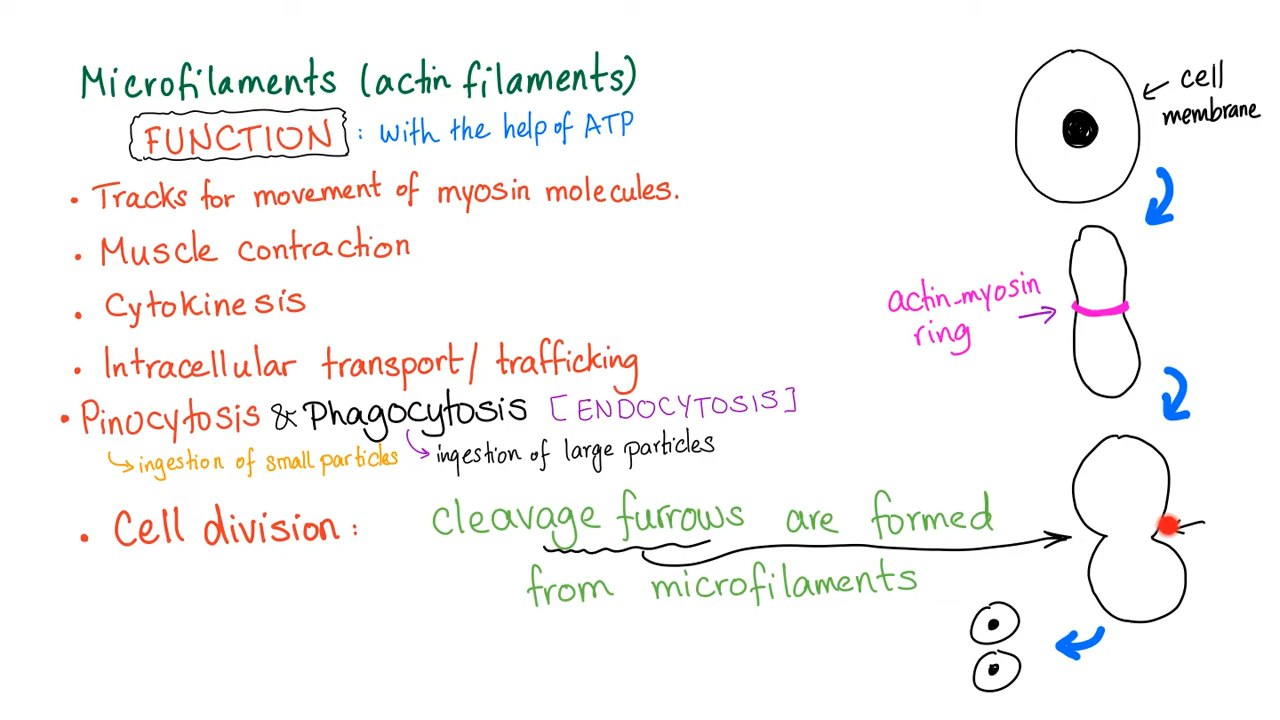 Microfilaments (actin filaments)
FUNCTION : with the help of ATP
• Tracks for movement of myosin molecules.
• Muscle contraction
• Cytokinesis
• Intracellular transport/trafficking
• Pinocytosis & Phagocytosis [ENDOCYTOSIS]
ingestion of small particles ingestion of large particles
• Cell division: cleavage furrows are formed
from microfilaments
cell
membrane
actin-myosin
ring